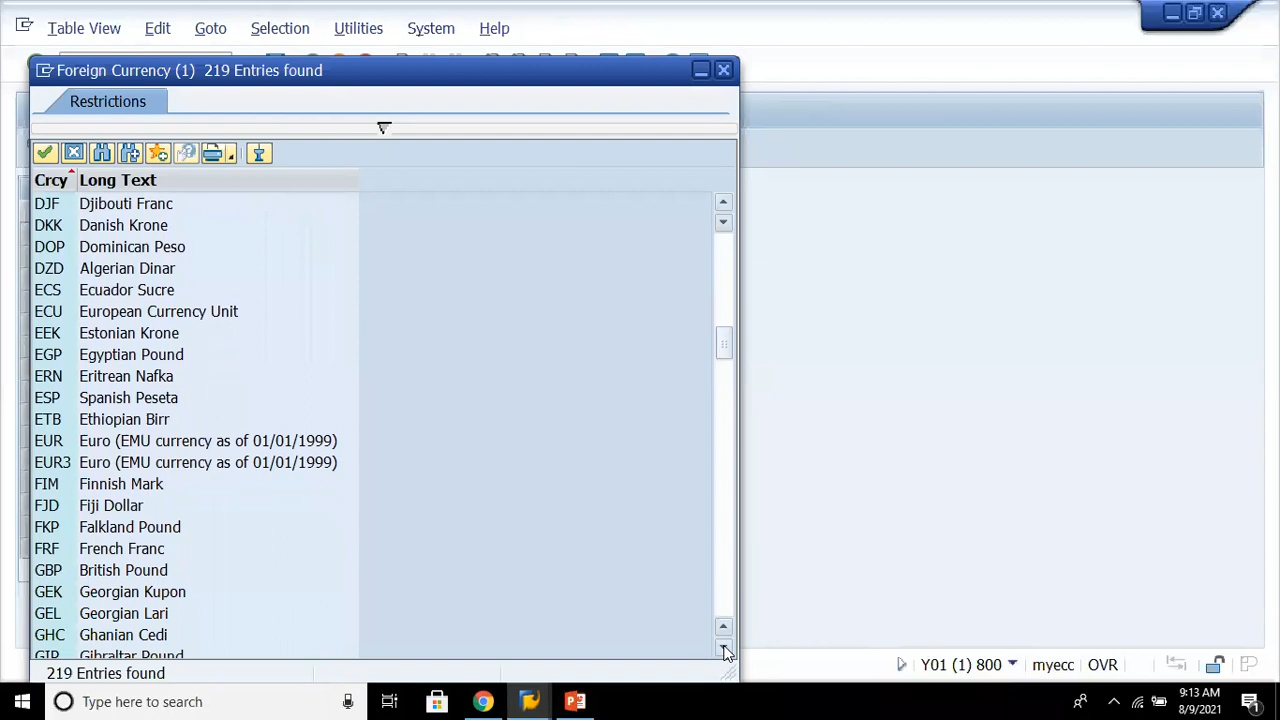 Table View Edit Goto Selection Utilities System Help
Foreign Currency (1) 219 Entries found
Restrictions
Crcy Long Text
DJF Djibouti Franc
DKK Danish Krone
DOP Dominican Peso
DZD Algerian Dinar
ECS Ecuador Sucre
ECU European Currency Unit
EEK Estonian Krone
EGP Egyptian Pound
ERN Eritrean Nafka
ESP Spanish Peseta
ETB Ethiopian Birr
EUR Euro (EMU currency as of 01/01/1999)
EUR3 Euro (EMU currency as of 01/01/1999)
FIM Finnish Mark
FJD Fiji Dollar
FKP Falkland Pound
FRF French Franc
GBP British Pound
GEK Georgian Kupon
GEL Georgian Lari
GHC Ghanian Cedi
GIP Gibraltar Pound
219 Entries found
Y01 (1) 800 myecc OVR
Type here to search
9:13 AM
8/9/2021
1